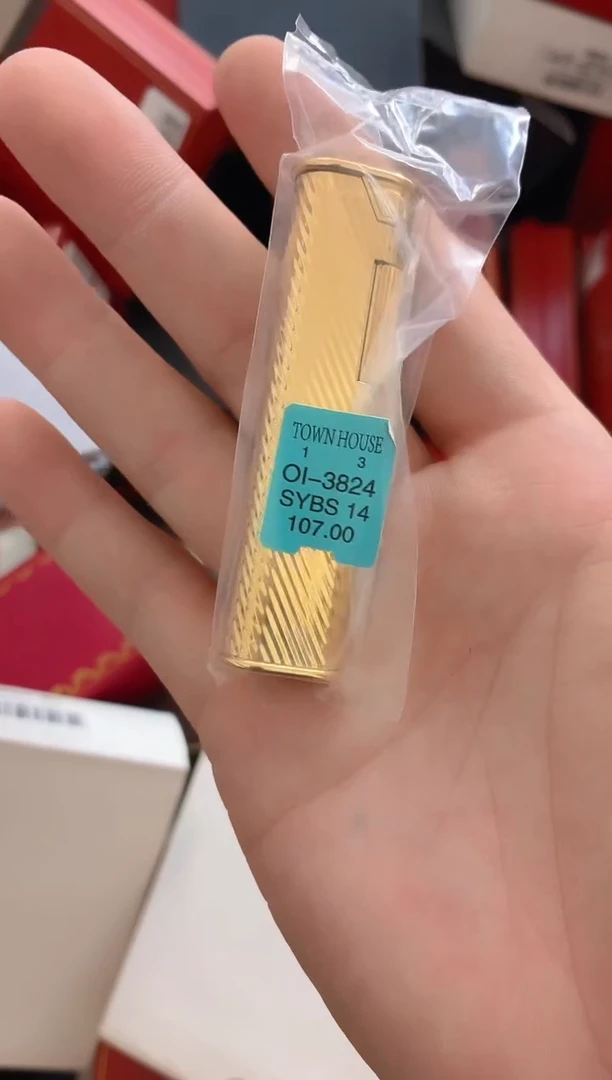 TOWN HOUSE
1 3
OI-3824
SYBS 14
107.00